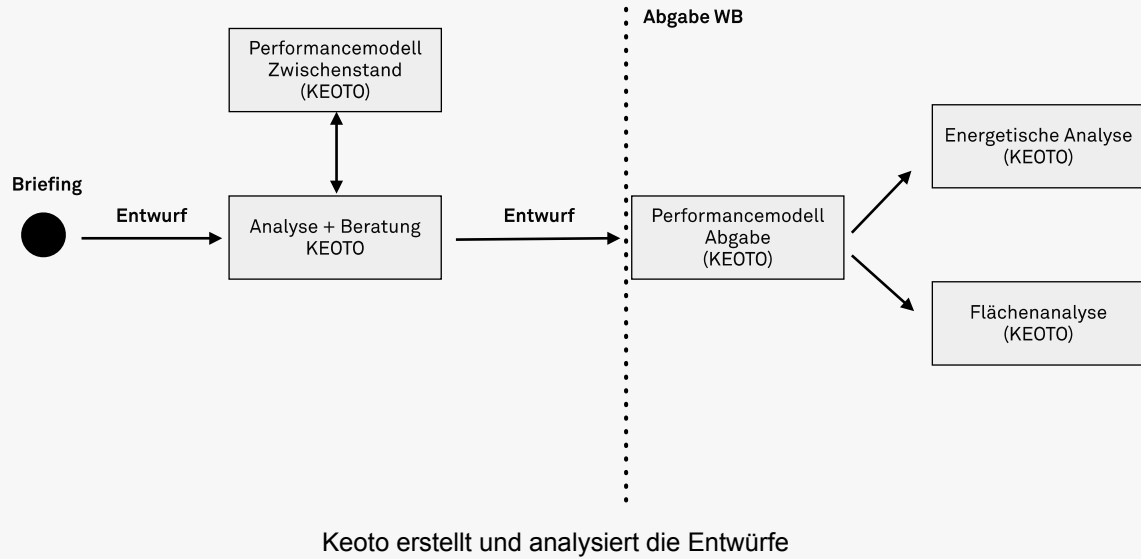 Abgabe WB
Performancemodell
Zwischenstand
(KEOTO)
Energetische Analyse
(KEOTO)
Briefing
Entwurf
Analyse + Beratung
KEOTO
Entwurf
Performancemodell
Abgabe
(KEOTO)
Flächenanalyse
(KEOTO)
Keoto erstellt und analysiert die Entwürfe